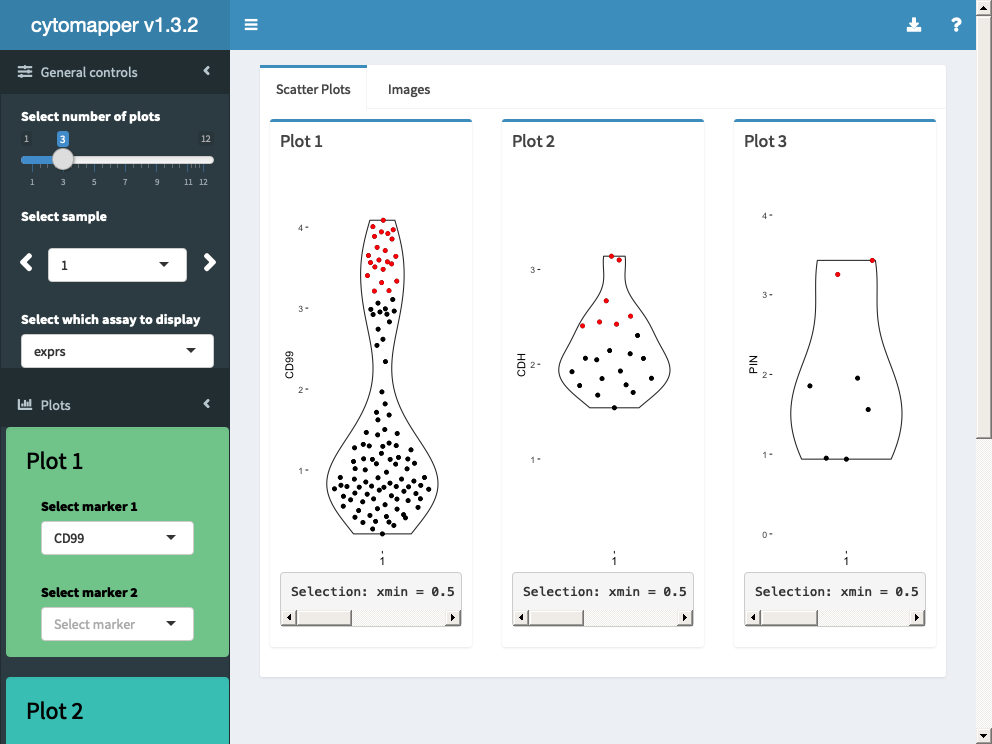 cytomapper v1.3.2
General controls
Select number of plots
1 3 12
1 3 5 7 9 11 12
Select sample
1
Select which assay to display
exprs
Plots
Plot 1
Select marker 1
CD99
Select marker 2
Select marker
Plot 2
?
Scatter Plots Images
Plot 1
4
3
2
1
CD99
1
Selection: xmin = 0.5
Plot 2
3
2
1
CDH
1
Selection: xmin = 0.5
Plot 3
4
3
2
1
0
PIN
1
Selection: xmin = 0.5